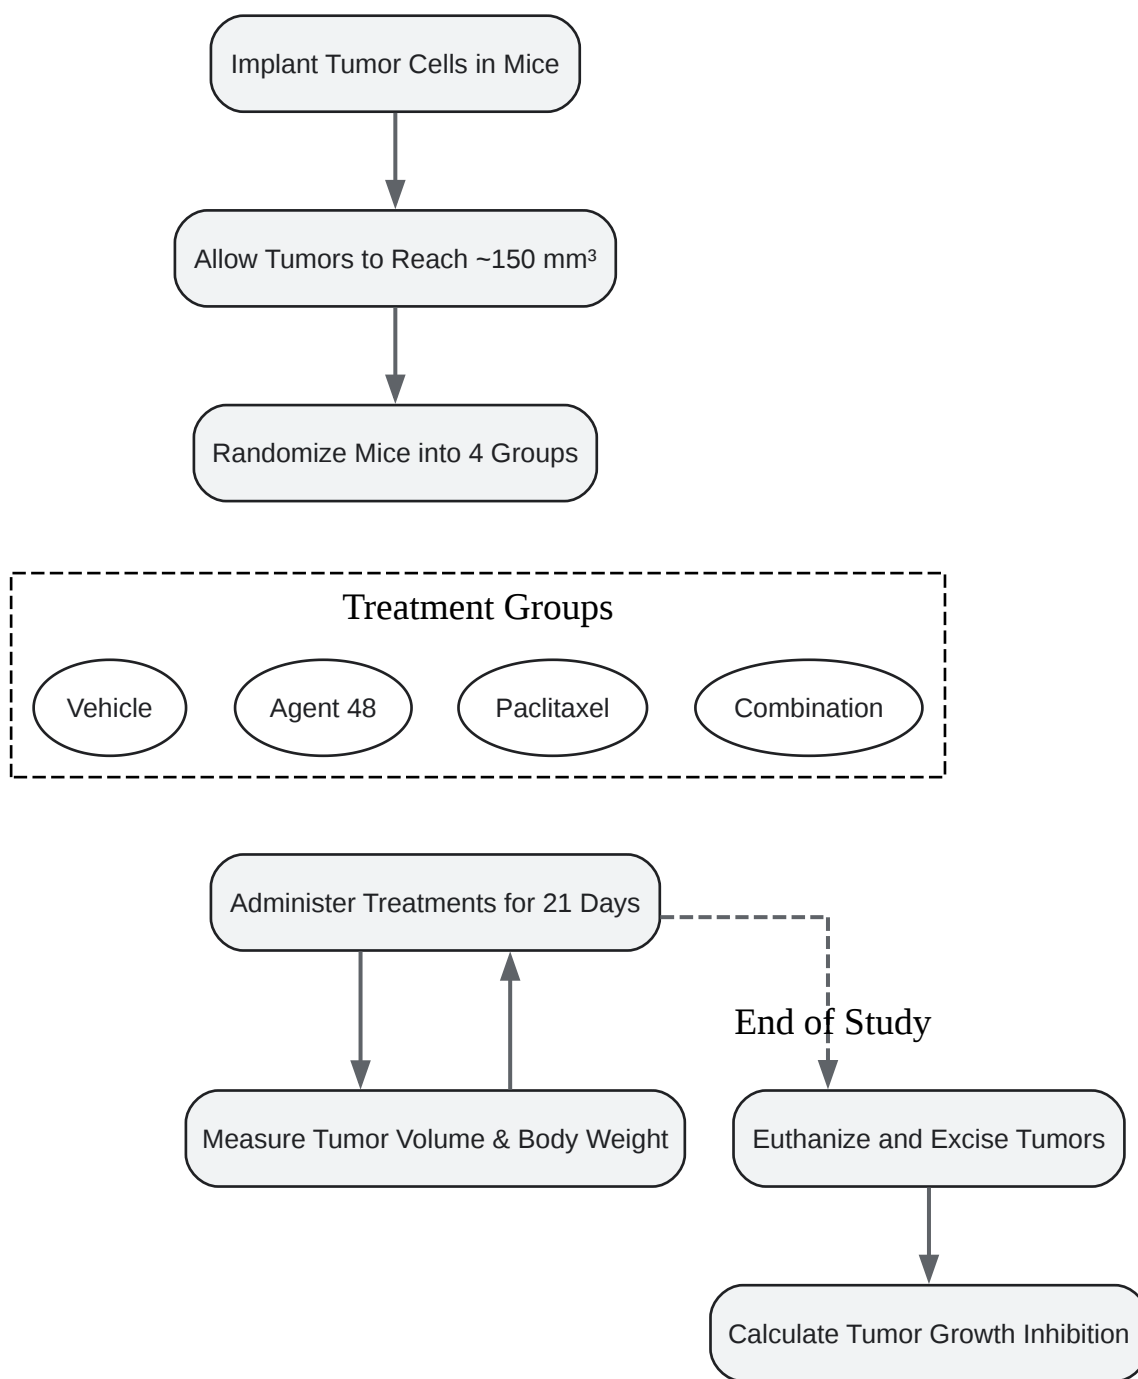 Implant Tumor Cells in Mice
Allow Tumors to Reach ~150 mm³
Randomize Mice into 4 Groups
Treatment Groups
Vehicle
Agent 48
Paclitaxel
Combination
Administer Treatments for 21 Days
End of Study
Measure Tumor Volume & Body Weight
Euthanize and Excise Tumors
Calculate Tumor Growth Inhibition